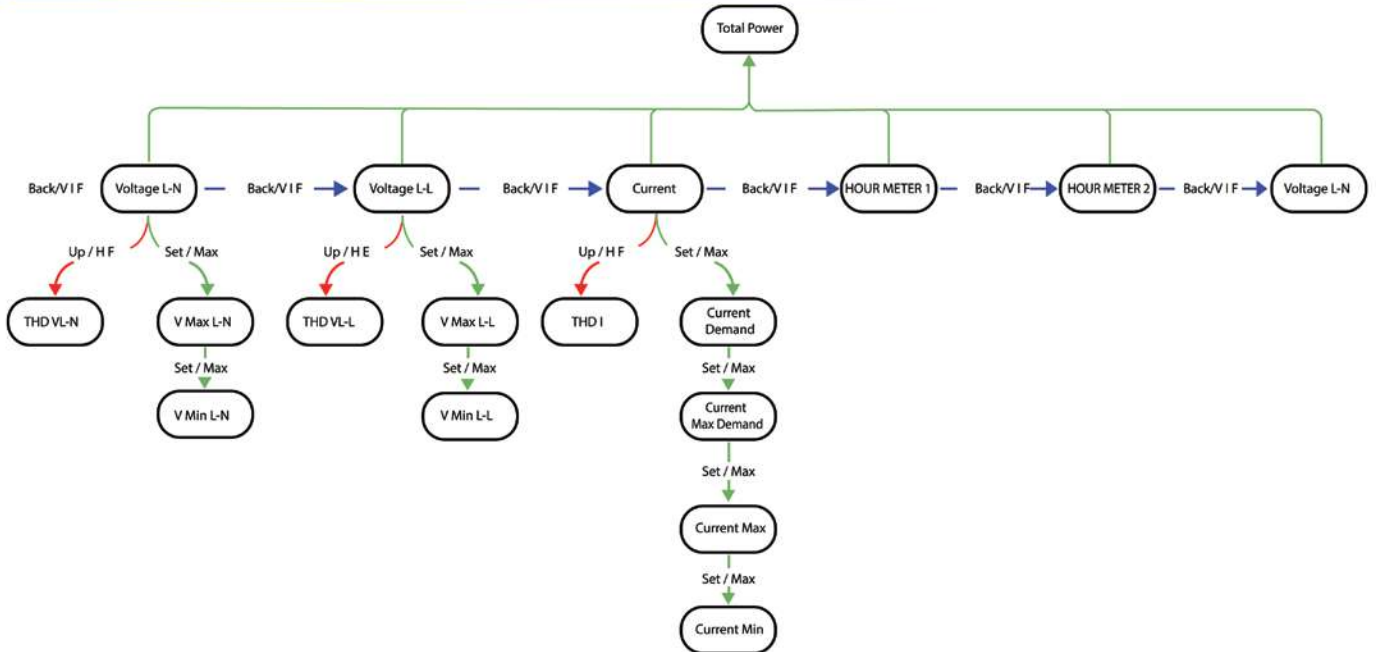 Total Power
Back/V I F
Voltage L-N
Back/V I F
Voltage L-L
Back/V I F
Current
Back/V I F
HOUR METER 1
Back/V I F
HOUR METER 2
Back/V I F
Voltage L-N
Up / H F
Set / Max
Up / H E
Set / Max
Up / H F
Set / Max
THD VL-N
V Max L-N
THD VL-L
V Max L-L
THD I
Current
Demand
Set / Max
Set / Max
Set / Max
V Min L-N
V Min L-L
Current
Max Demand
Set / Max
Current Max
Set / Max
Current Min